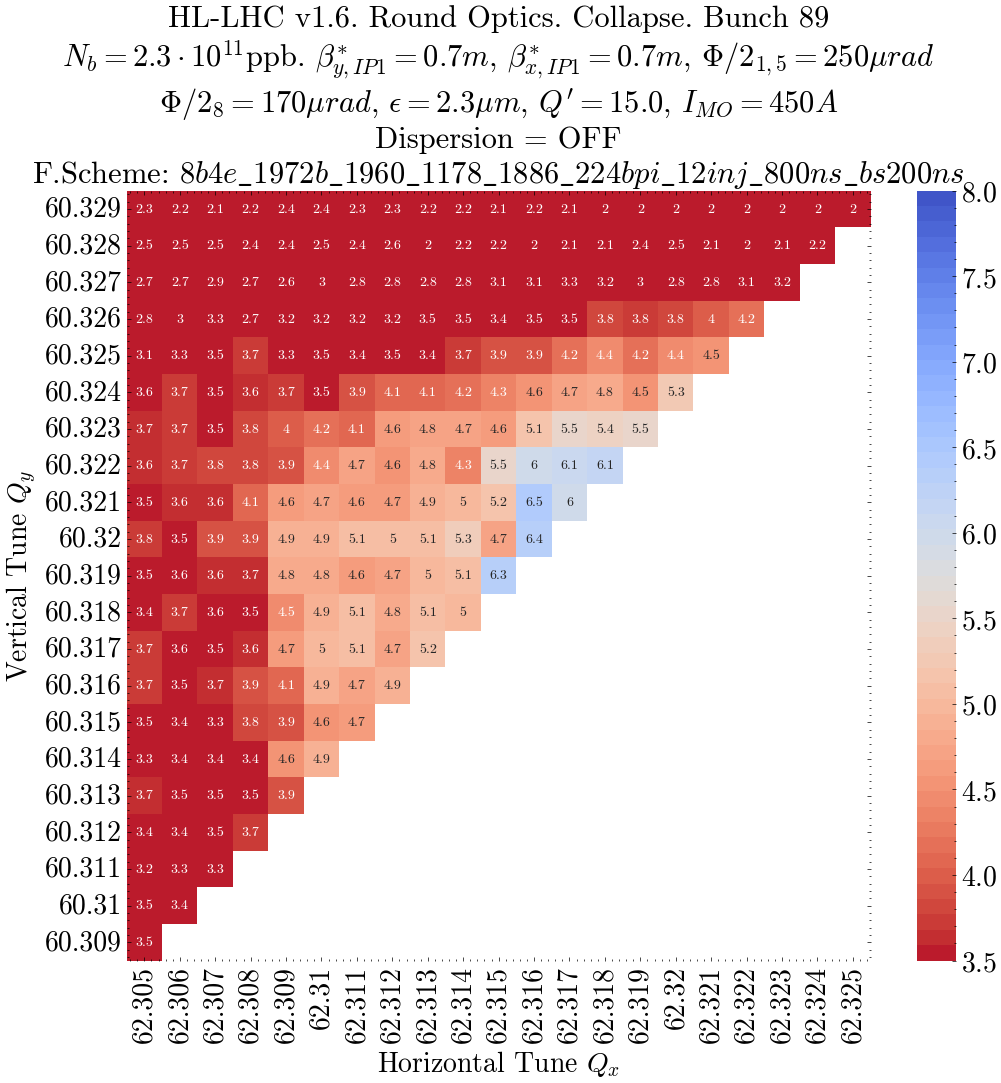 HL-LHC v1.6. Round Optics. Collapse. Bunch 89
N_b = 2.3 · 10^11 ppb. β*_{y, IP1} = 0.7m, β*_{x, IP1} = 0.7m, Φ/2_{1,5} = 250μrad
Φ/2_8 = 170μrad, ϵ = 2.3μm, Q′ = 15.0, I_{MO} = 450A
Dispersion = OFF
F.Scheme: 8b4e_1972b_1960_1178_1886_224bpi_12inj_800ns_bs200ns
60.329 2.3 2.2 2.1 2.2 2.4 2.4 2.3 2.3 2.2 2.2 2.1 2.2 2.1 2 2 2 2 2 2 2 2
60.328 2.5 2.5 2.5 2.4 2.4 2.5 2.4 2.6 2 2.2 2.2 2 2.1 2.1 2.4 2.5 2.1 2 2.1 2.2
60.327 2.7 2.7 2.9 2.7 2.6 3 2.8 2.8 2.8 2.8 3.1 3.1 3.3 3.2 3 2.8 2.8 3.1 3.2
60.326 2.8 3 3.3 2.7 3.2 3.2 3.2 3.2 3.5 3.5 3.4 3.5 3.5 3.8 3.8 3.8 4 4.2
60.325 3.1 3.3 3.5 3.7 3.3 3.5 3.4 3.5 3.4 3.7 3.9 3.9 4.2 4.4 4.2 4.4 4.5
60.324 3.6 3.7 3.5 3.6 3.7 3.5 3.9 4.1 4.1 4.2 4.3 4.6 4.7 4.8 4.5 5.3
60.323 3.7 3.7 3.5 3.8 4 4.2 4.1 4.6 4.8 4.7 4.6 5.1 5.5 5.4 5.5
60.322 3.6 3.7 3.8 3.8 3.9 4.4 4.7 4.6 4.8 4.3 5.5 6 6.1 6.1
60.321 3.5 3.6 3.6 4.1 4.6 4.7 4.6 4.7 4.9 5 5.2 6.5 6
60.32 3.8 3.5 3.9 3.9 4.9 4.9 5.1 5 5.1 5.3 4.7 6.4
60.319 3.5 3.6 3.6 3.7 4.8 4.8 4.6 4.7 5 5.1 6.3
60.318 3.4 3.7 3.6 3.5 4.5 4.9 5.1 4.8 5.1 5
60.317 3.7 3.6 3.5 3.6 4.7 5 5.1 4.7 5.2
60.316 3.7 3.5 3.7 3.9 4.1 4.9 4.7 4.9
60.315 3.5 3.4 3.3 3.8 3.9 4.6 4.7
60.314 3.3 3.4 3.4 3.4 4.6 4.9
60.313 3.7 3.5 3.5 3.5 3.9
60.312 3.4 3.4 3.5 3.7
60.311 3.2 3.3 3.3
60.31 3.5 3.4
60.309 3.5
62.305 62.306 62.307 62.308 62.309 62.31 62.311 62.312 62.313 62.314 62.315 62.316 62.317 62.318 62.319 62.32 62.321 62.322 62.323 62.324 62.325
Horizontal Tune Q_x
Vertical Tune Q_y
8.0
7.5
7.0
6.5
6.0
5.5
5.0
4.5
4.0
3.5